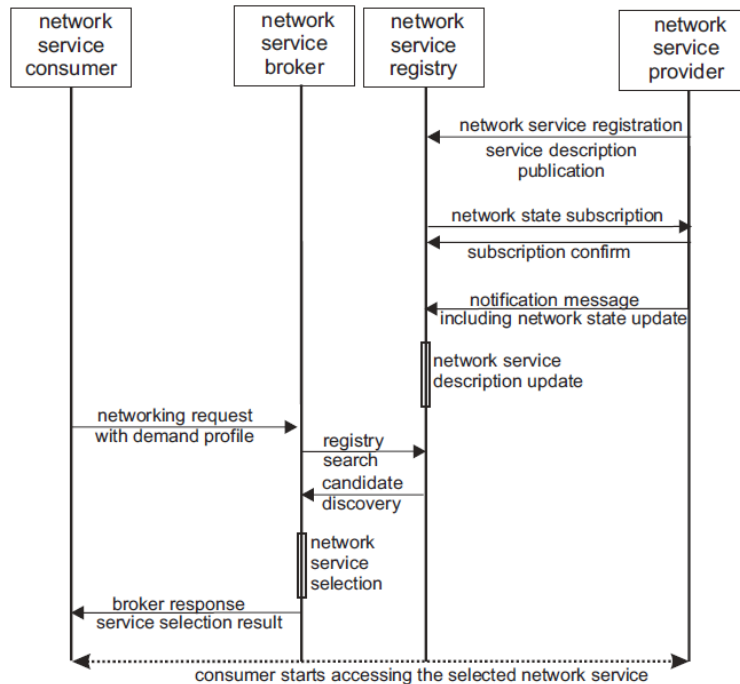 network
service
consumer
network
service
broker
network
service
registry
network
service
provider
network service registration
service description
publication
network state subscription
subscription confirm
notification message
including network state update
network service
description update
networking request
with demand profile
registry
search
candidate
discovery
network
service
selection
broker response
service selection result
consumer starts accessing the selected network service